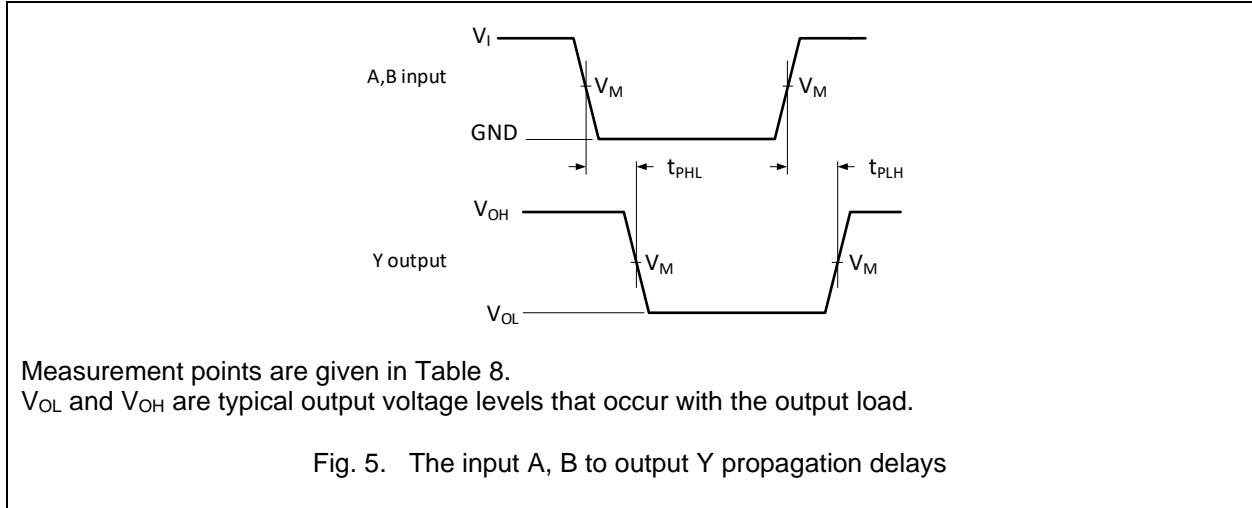 V_I
A,B input
V_M
V_M
GND
t_PHL
t_PLH
V_OH
Y output
V_M
V_M
V_OL
Measurement points are given in Table 8.
V_OL and V_OH are typical output voltage levels that occur with the output load.
Fig. 5. The input A, B to output Y propagation delays